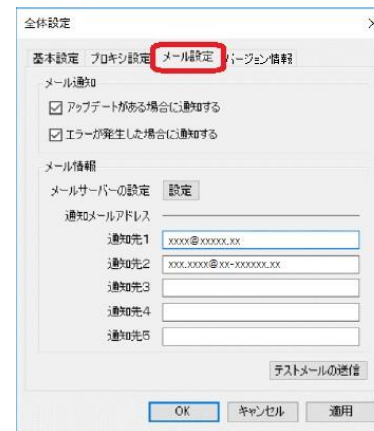 全体設定
基本設定 プロキシ設定 メール設定 バージョン情報
メール通知
アップデートがある場合に通知する
エラーが発生した場合に通知する
メール情報
メールサーバーの設定 設定
通知メールアドレス
通知先1 xxxx@xxxxx.xx
通知先2 xxx.xxxx@xx-xxxxxx.xx
通知先3
通知先4
通知先5
テストメールの送信
OK キャンセル 適用